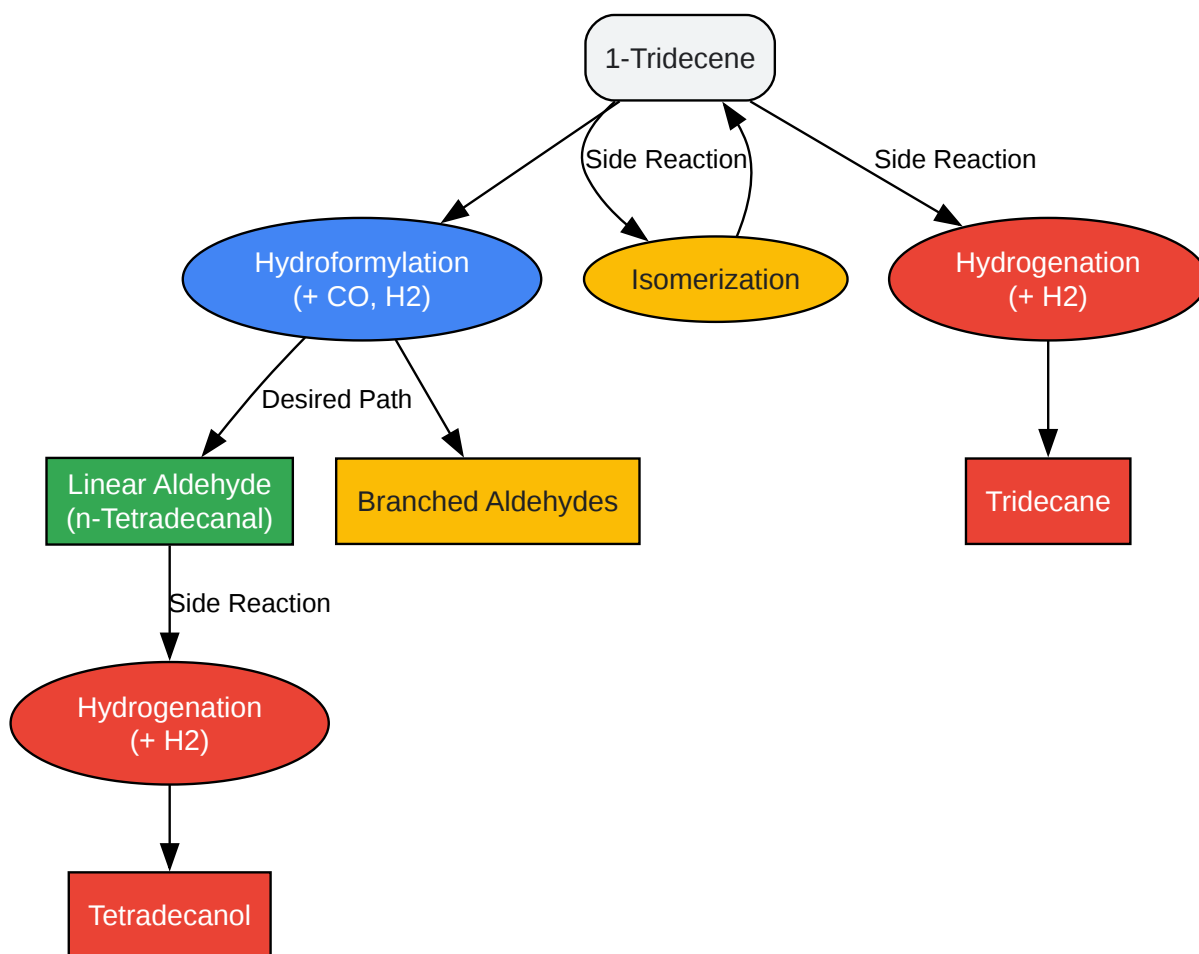 1-Tridecene
Side Reaction
Side Reaction
Hydroformylation
(+ CO, H2)
Isomerization
Hydrogenation
(+ H2)
Desired Path
Linear Aldehyde
(n-Tetradecanal)
Branched Aldehydes
Tridecane
Side Reaction
Hydrogenation
(+ H2)
Tetradecanol